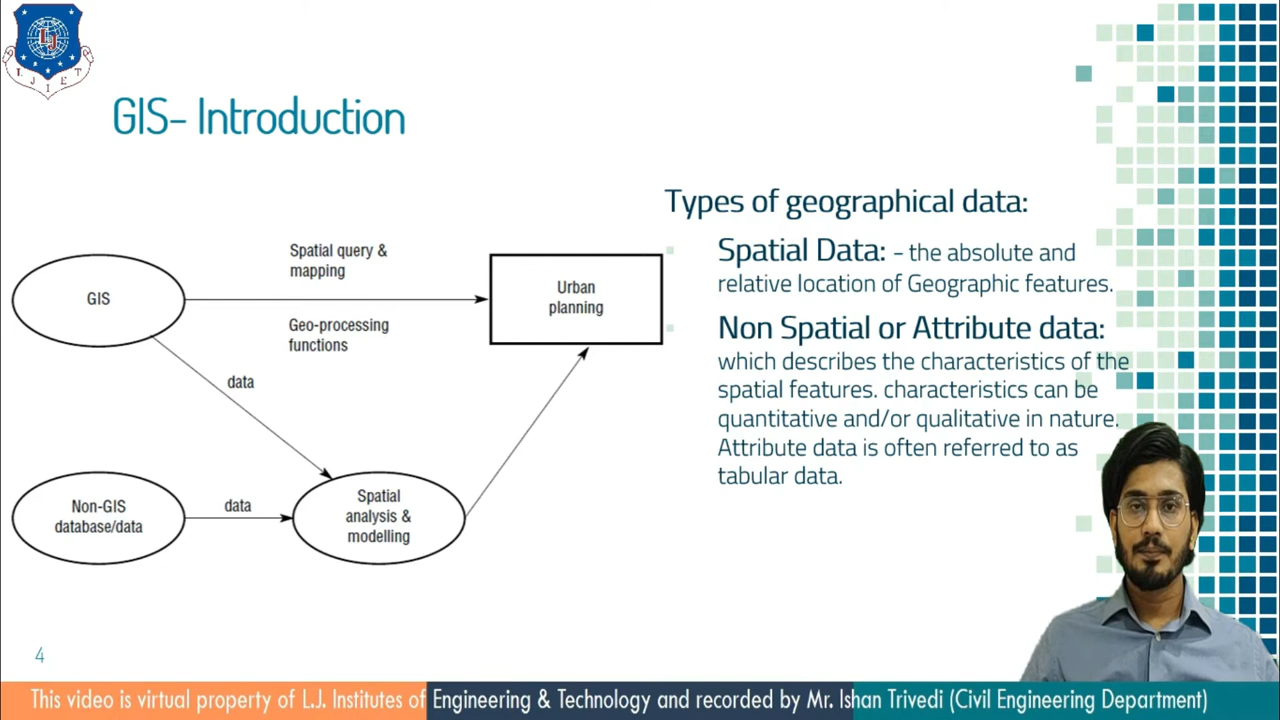 L J
L J I E T
GIS- Introduction
Spatial query &
mapping
GIS
Urban
planning
Geo-processing
functions
data
Non-GIS
database/data
data
Spatial
analysis &
modelling
Types of geographical data:
Spatial Data: - the absolute and
relative location of Geographic features.
Non Spatial or Attribute data:
which describes the characteristics of the
spatial features. characteristics can be
quantitative and/or qualitative in nature.
Attribute data is often referred to as
tabular data.
4
This video is virtual property of L.J. Institutes of Engineering & Technology and recorded by Mr. Ishan Trivedi (Civil Engineering Department)